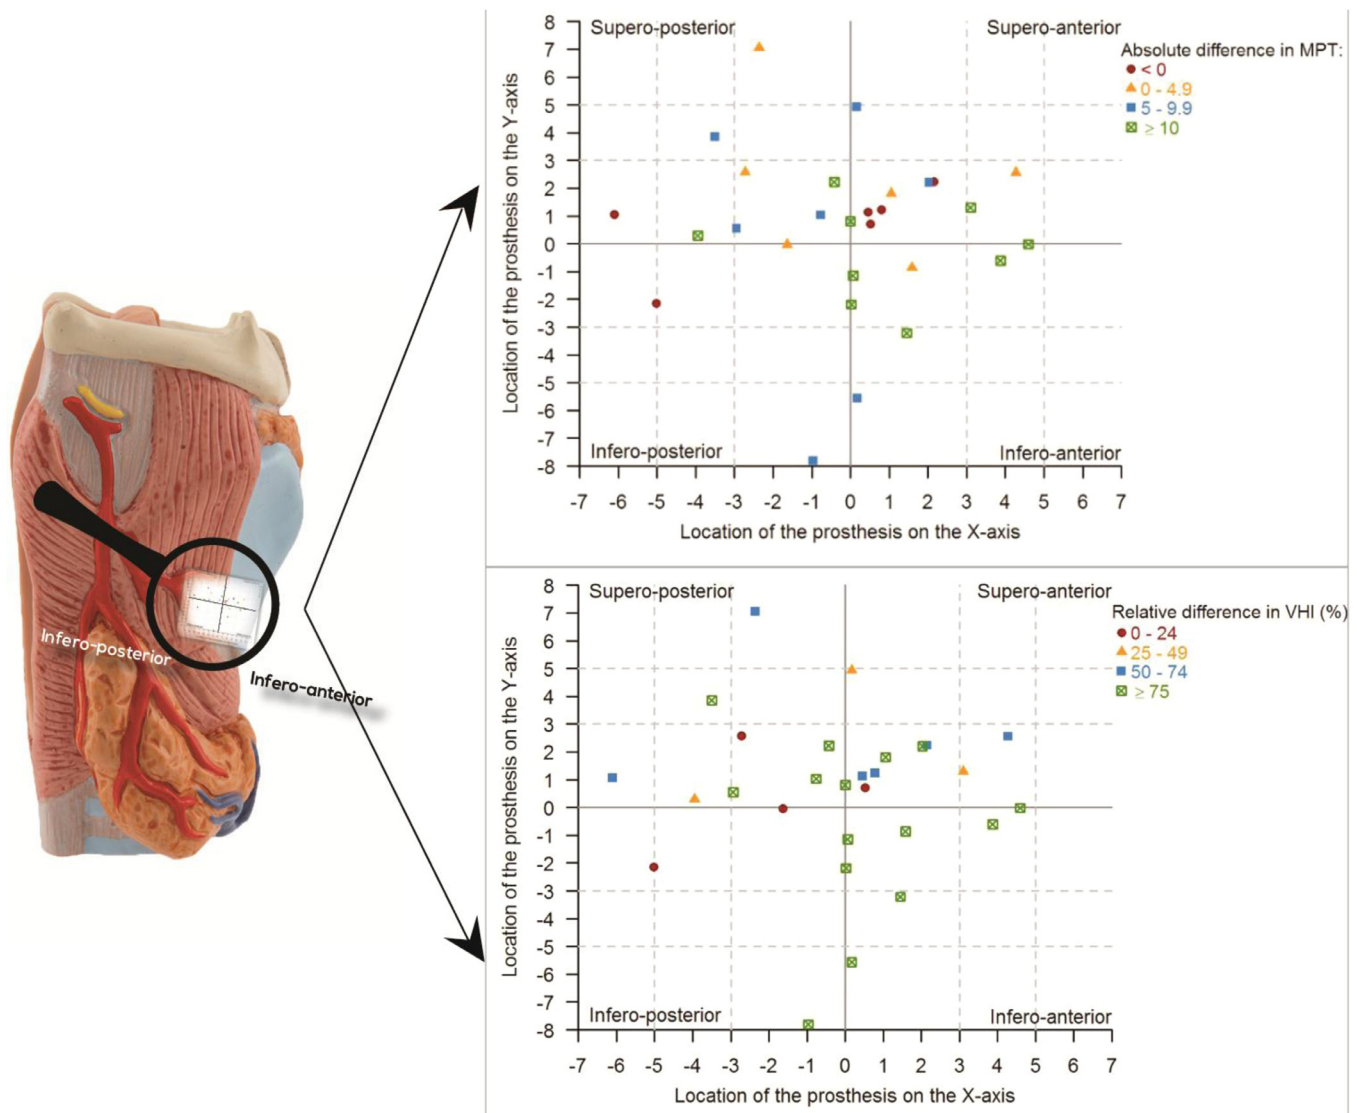 Infero-posterior
Infero-anterior
8
7
6
5
4
3
2
1
0
-1
-2
-3
-4
-5
-6
-7
-8
Location of the prosthesis on the Y-axis
Supero-posterior
Supero-anterior
Infero-posterior
Infero-anterior
-7 -6 -5 -4 -3 -2 -1 0 1 2 3 4 5 6 7
Location of the prosthesis on the X-axis
Absolute difference in MPT:
< 0
0 - 4.9
5 - 9.9
≥ 10
8
7
6
5
4
3
2
1
0
-1
-2
-3
-4
-5
-6
-7
-8
Location of the prosthesis on the Y-axis
Supero-posterior
Supero-anterior
Infero-posterior
Infero-anterior
-7 -6 -5 -4 -3 -2 -1 0 1 2 3 4 5 6 7
Location of the prosthesis on the X-axis
Relative difference in VHI (%)
0 - 24
25 - 49
50 - 74
≥ 75